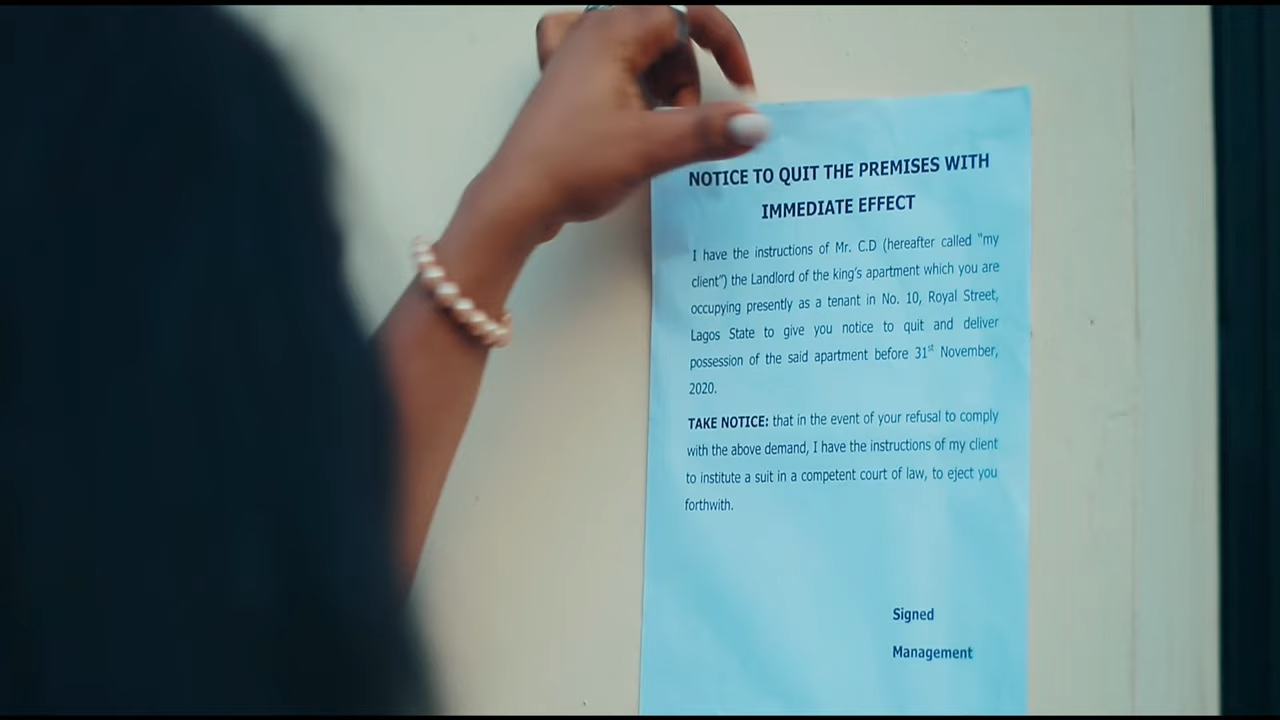 NOTICE TO QUIT THE PREMISES WITH
IMMEDIATE EFFECT
I have the instructions of Mr. C.D (hereafter called "my
client") the Landlord of the king's apartment which you are
occupying presently as a tenant in No. 10, Royal Street,
Lagos State to give you notice to quit and deliver
possession of the said apartment before 31st November,
2020.
TAKE NOTICE: that in the event of your refusal to comply
with the above demand, I have the instructions of my client
to institute a suit in a competent court of law, to eject you
forthwith.
Signed
Management